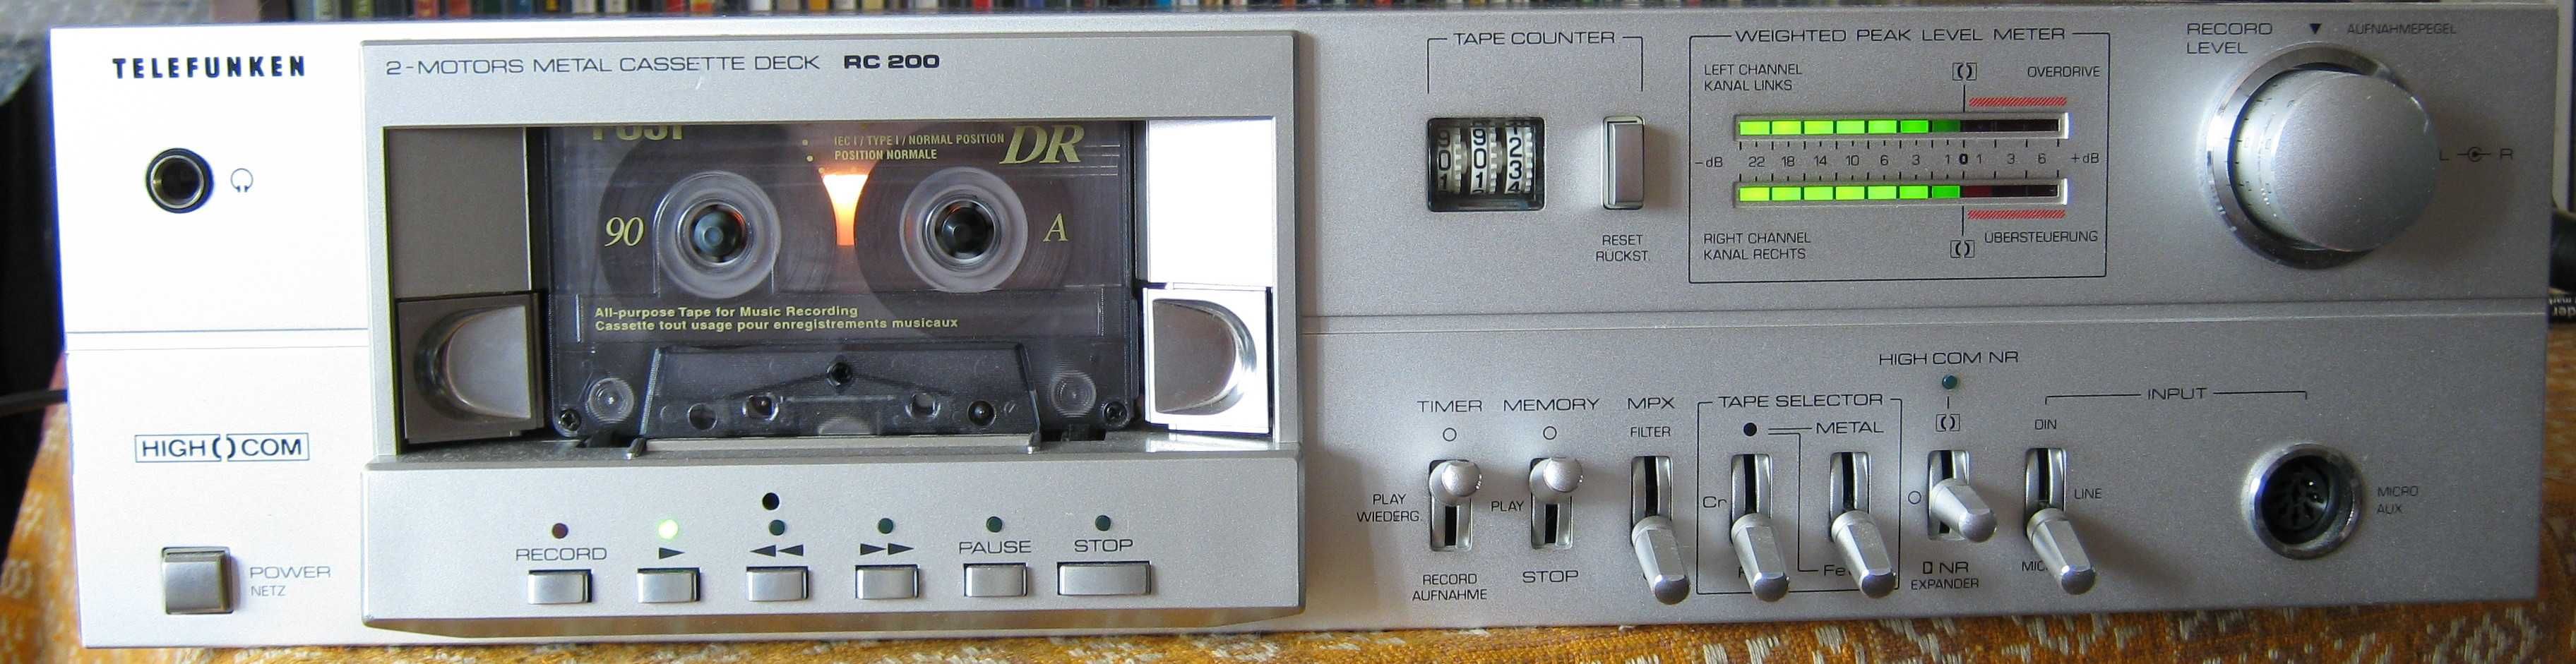 TELEFUNKEN
2-MOTORS METAL CASSETTE DECK RC 200
FUJI
IEC I / TYPE I / NORMAL POSITION
POSITION NORMALE
DR
90
A
All-purpose Tape for Music Recording
Cassette tout usage pour enregistrements musicaux
HIGH COM
POWER
NETZ
RECORD
PAUSE
STOP
TAPE COUNTER
RESET
RÜCKST.
WEIGHTED PEAK LEVEL METER
LEFT CHANNEL
KANAL LINKS
OVERDRIVE
-dB 22 18 14 10 6 3 1 0 1 3 6 +dB
RIGHT CHANNEL
KANAL RECHTS
ÜBERSTEUERUNG
RECORD
LEVEL
AUFNAHMEPEGEL
L R
TIMER
PLAY
WIEDERG.
RECORD
AUFNAHME
MEMORY
PLAY
STOP
MPX
FILTER
TAPE SELECTOR
METAL
Cr
HIGH COM NR
NR
EXPANDER
INPUT
DIN
LINE
MICRO
AUX